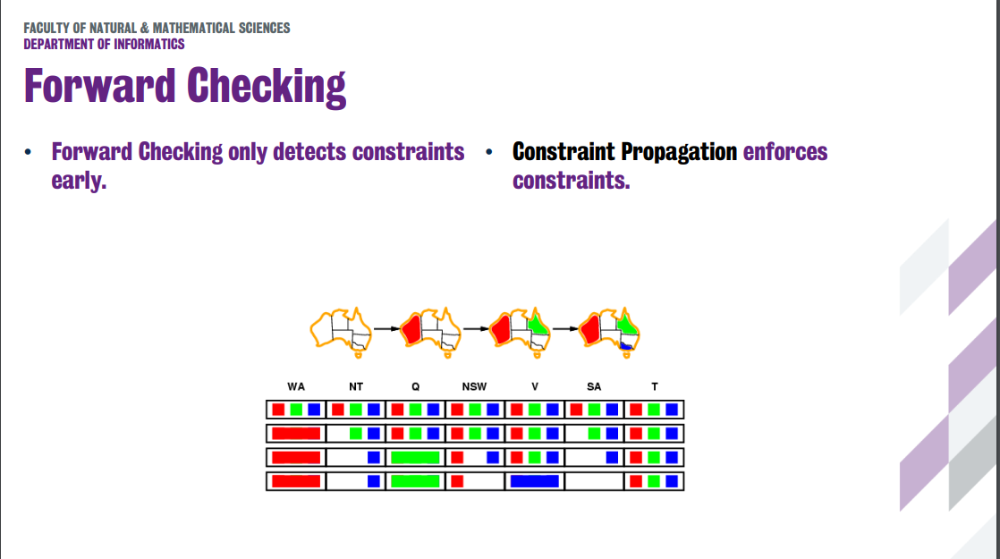 FACULTY OF NATURAL & MATHEMATICAL SCIENCES
DEPARTMENT OF INFORMATICS
Forward Checking
• Forward Checking only detects constraints
early.
• Constraint Propagation enforces
constraints.
WA NT Q NSW V SA T